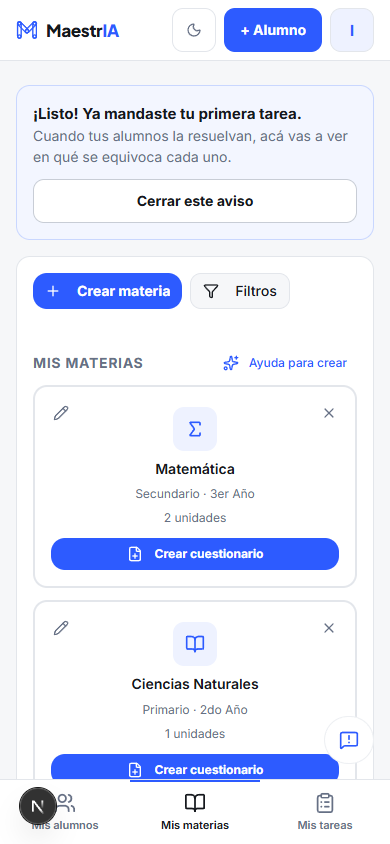 MaestrIA
+ Alumno
I
¡Listo! Ya mandaste tu primera tarea.
Cuando tus alumnos la resuelvan, acá vas a ver
en qué se equivoca cada uno.
Cerrar este aviso
Crear materia
Filtros
MIS MATERIAS
Ayuda para crear
Matemática
Secundario · 3er Año
2 unidades
Crear cuestionario
Ciencias Naturales
Primario · 2do Año
1 unidades
Crear cuestionario
N
Mis alumnos
Mis materias
Mis tareas